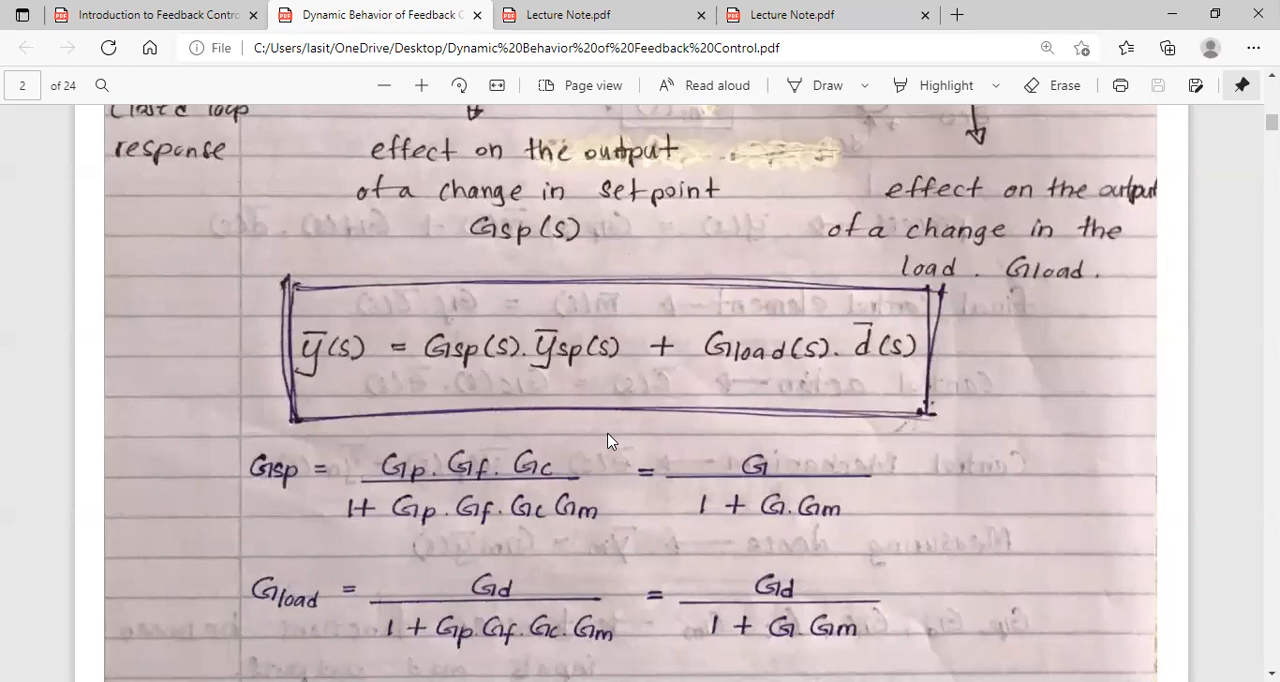 Introduction to Feedback Contro
Dynamic Behavior of Feedback C
Lecture Note.pdf
Lecture Note.pdf
File
C:/Users/lasit/OneDrive/Desktop/Dynamic%20Behavior%20of%20Feedback%20Control.pdf
2 of 24
Page view
Read aloud
Draw
Highlight
Erase
loop
response
effect on the output
of a change in setpoint
Gsp(s)
effect on the output
of a change in the
load. Gload.
ȳ(s) = Gsp(s). ȳsp(s) + Gload(s). d̄(s)
Gsp = Gp. Gf. Gc / 1+ Gp. Gf. Gc Gm = G / 1 + G. Gm
Gload = Gd / 1 + Gp. Gf. Gc. Gm = Gd / 1 + G. Gm